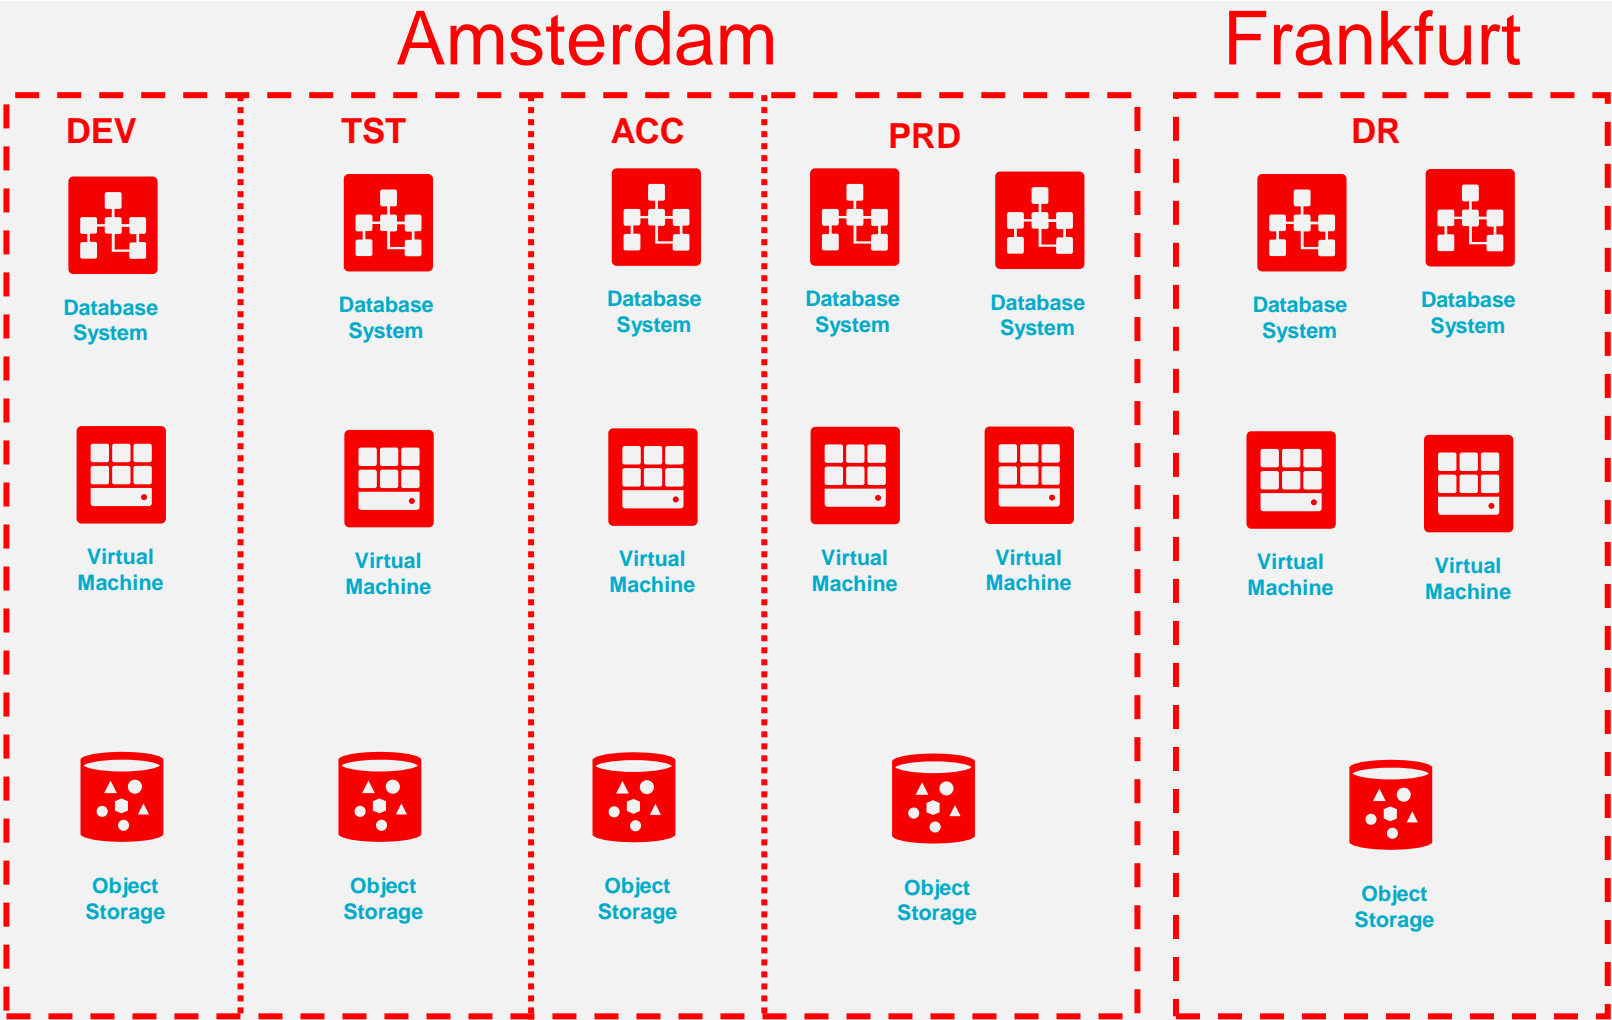 Amsterdam
Frankfurt
DEV
TST
ACC
PRD
DR
Database
System
Database
System
Database
System
Database
System
Database
System
Database
System
Database
System
Virtual
Machine
Virtual
Machine
Virtual
Machine
Virtual
Machine
Virtual
Machine
Virtual
Machine
Virtual
Machine
Object
Storage
Object
Storage
Object
Storage
Object
Storage
Object
Storage